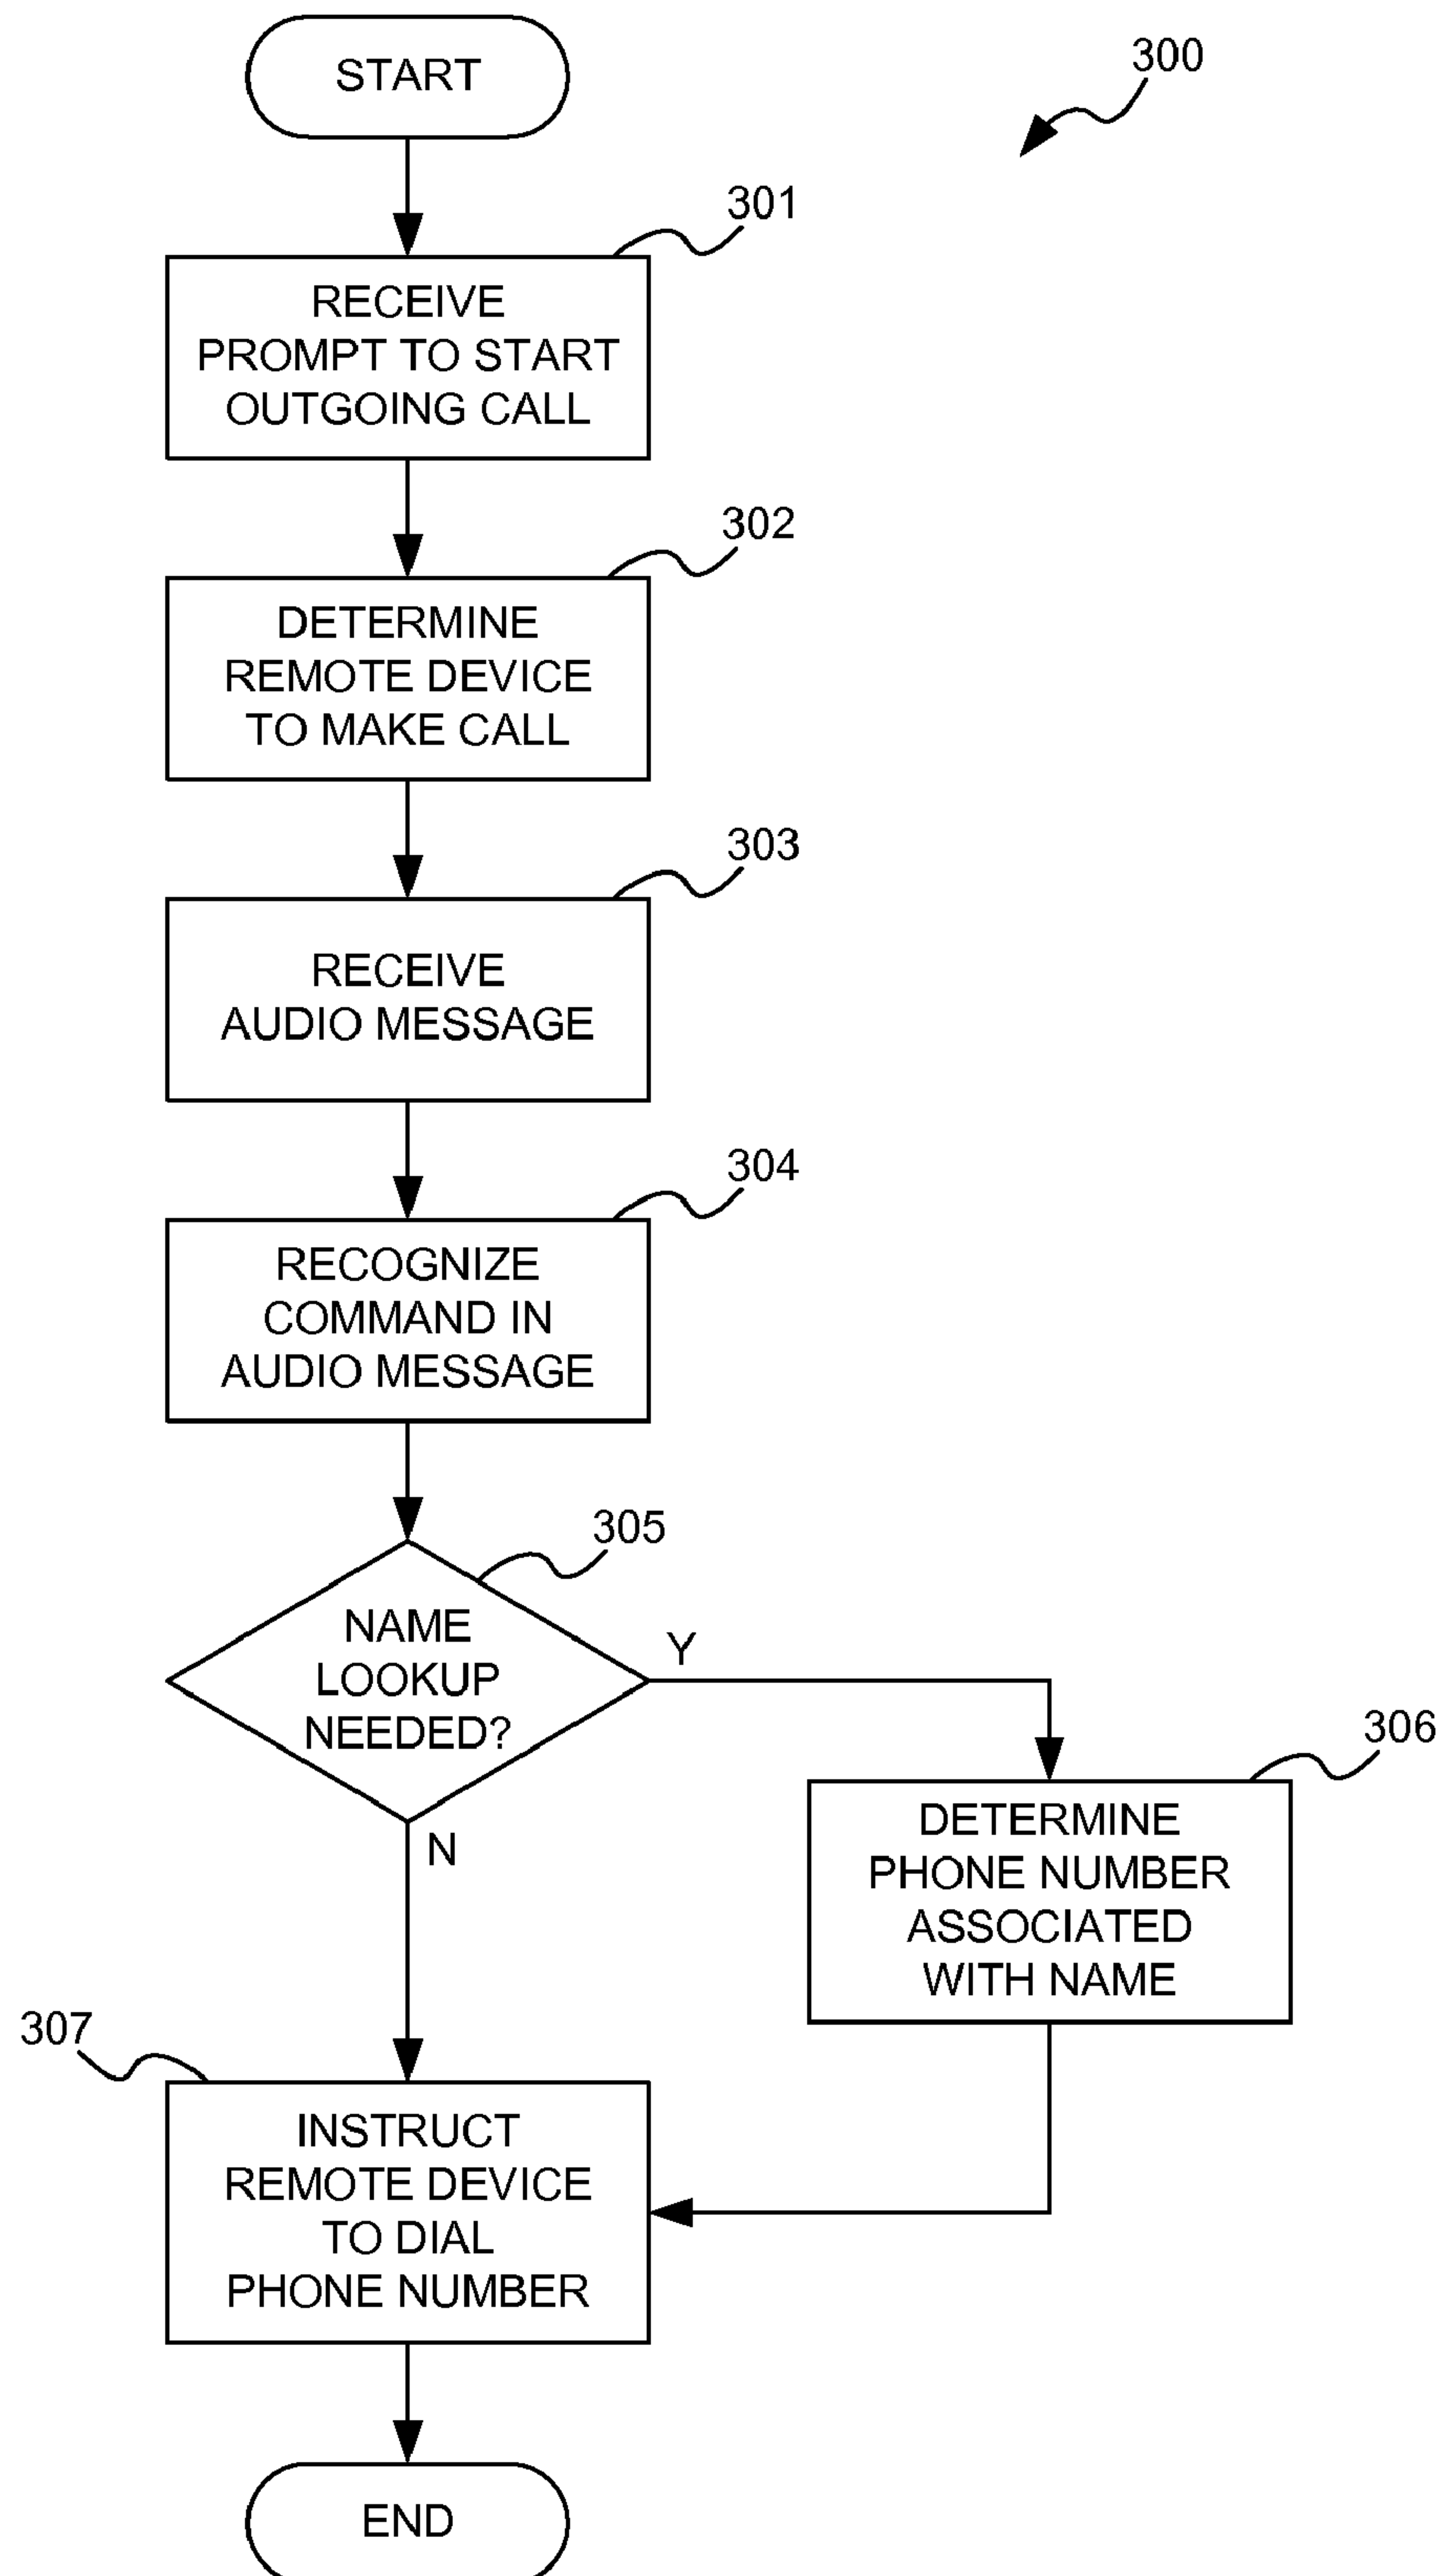 START
300
301
RECEIVE
PROMPT TO START
OUTGOING CALL
302
DETERMINE
REMOTE DEVICE
TO MAKE CALL
303
RECEIVE
AUDIO MESSAGE
304
RECOGNIZE
COMMAND IN
AUDIO MESSAGE
305
NAME
LOOKUP
NEEDED?
Y
N
306
DETERMINE
PHONE NUMBER
ASSOCIATED
WITH NAME
307
INSTRUCT
REMOTE DEVICE
TO DIAL
PHONE NUMBER
END